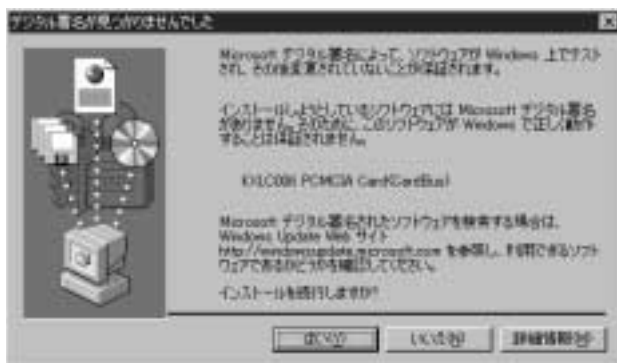 デジタル署名が見つかりませんでした
Microsoft デジタル署名によって、ソフトウェアが Windows 上でテスト
され、その後変更されていないことが保証されます。
インストールしようとしているソフトウェアには Microsoft デジタル署名
がありません。そのために、このソフトウェアが Windows で正しく動作
することは保証されません。
PCMCIA Card(CardBus)
Microsoft デジタル署名されたソフトウェアを検索する場合は、
Windows Update Web サイト
http://windowsupdate.microsoft.com を参照し、利用できるソフト
ウェアであるかどうかを確認してください。
インストールを続行しますか?
はい(Y)
いいえ(N)
詳細情報(M)